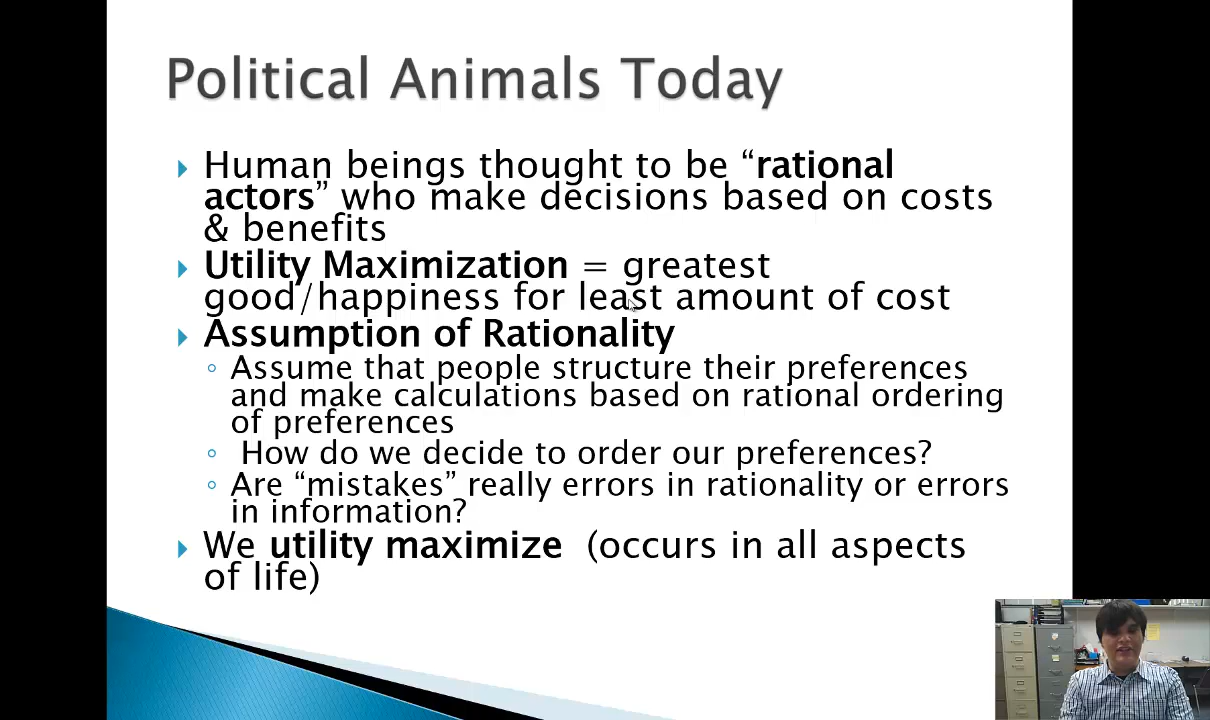 Political Animals Today
Human beings thought to be “rational
actors” who make decisions based on costs
& benefits
Utility Maximization = greatest
good/happiness for least amount of cost
Assumption of Rationality
Assume that people structure their preferences
and make calculations based on rational ordering
of preferences
How do we decide to order our preferences?
Are “mistakes” really errors in rationality or errors
in information?
We utility maximize (occurs in all aspects
of life)